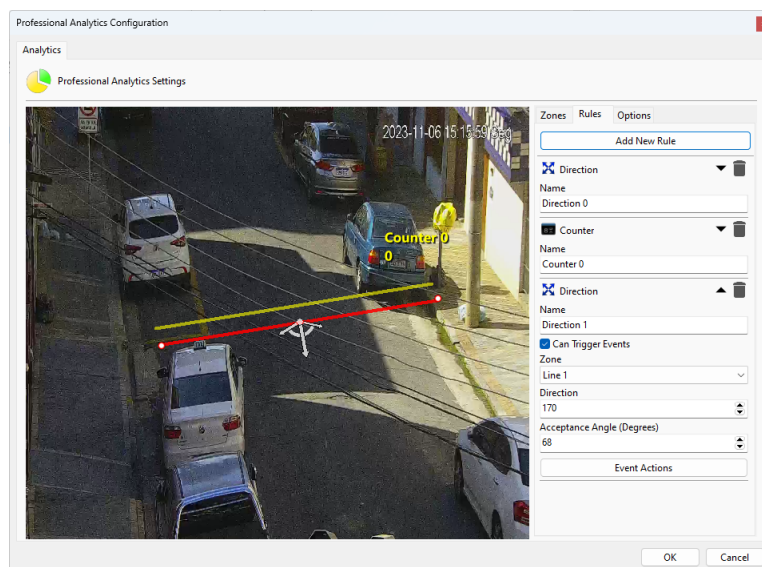 Professional Analytics Configuration
Analytics
Professional Analytics Settings
2023-11-06 15:15:59 Seg
Counter 0
0
Zones Rules Options
Add New Rule
Direction
Name
Direction 0
Counter
Name
Counter 0
Direction
Name
Direction 1
Can Trigger Events
Zone
Line 1
Direction
170
Acceptance Angle (Degrees)
68
Event Actions
OK Cancel